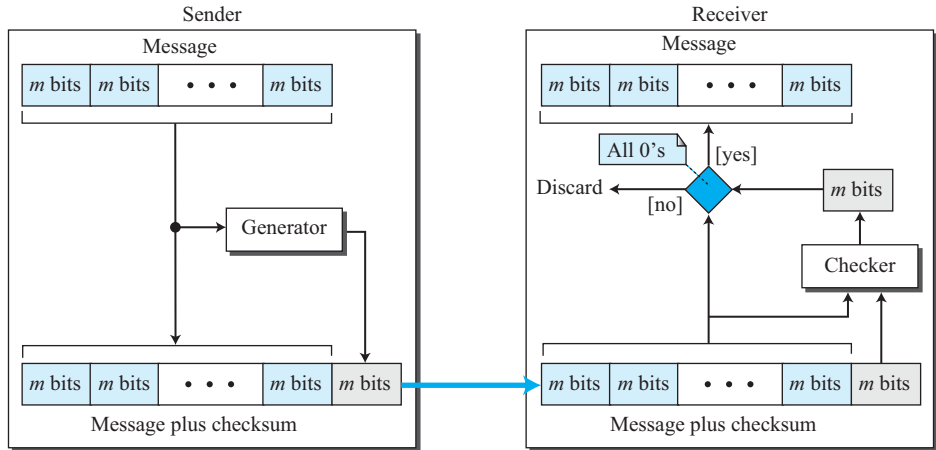 Sender
Message
m bits m bits • • • m bits
Generator
m bits m bits • • • m bits m bits
Message plus checksum
Receiver
Message
m bits m bits • • • m bits
All 0’s
[yes]
Discard
[no]
m bits
Checker
m bits m bits • • • m bits m bits
Message plus checksum